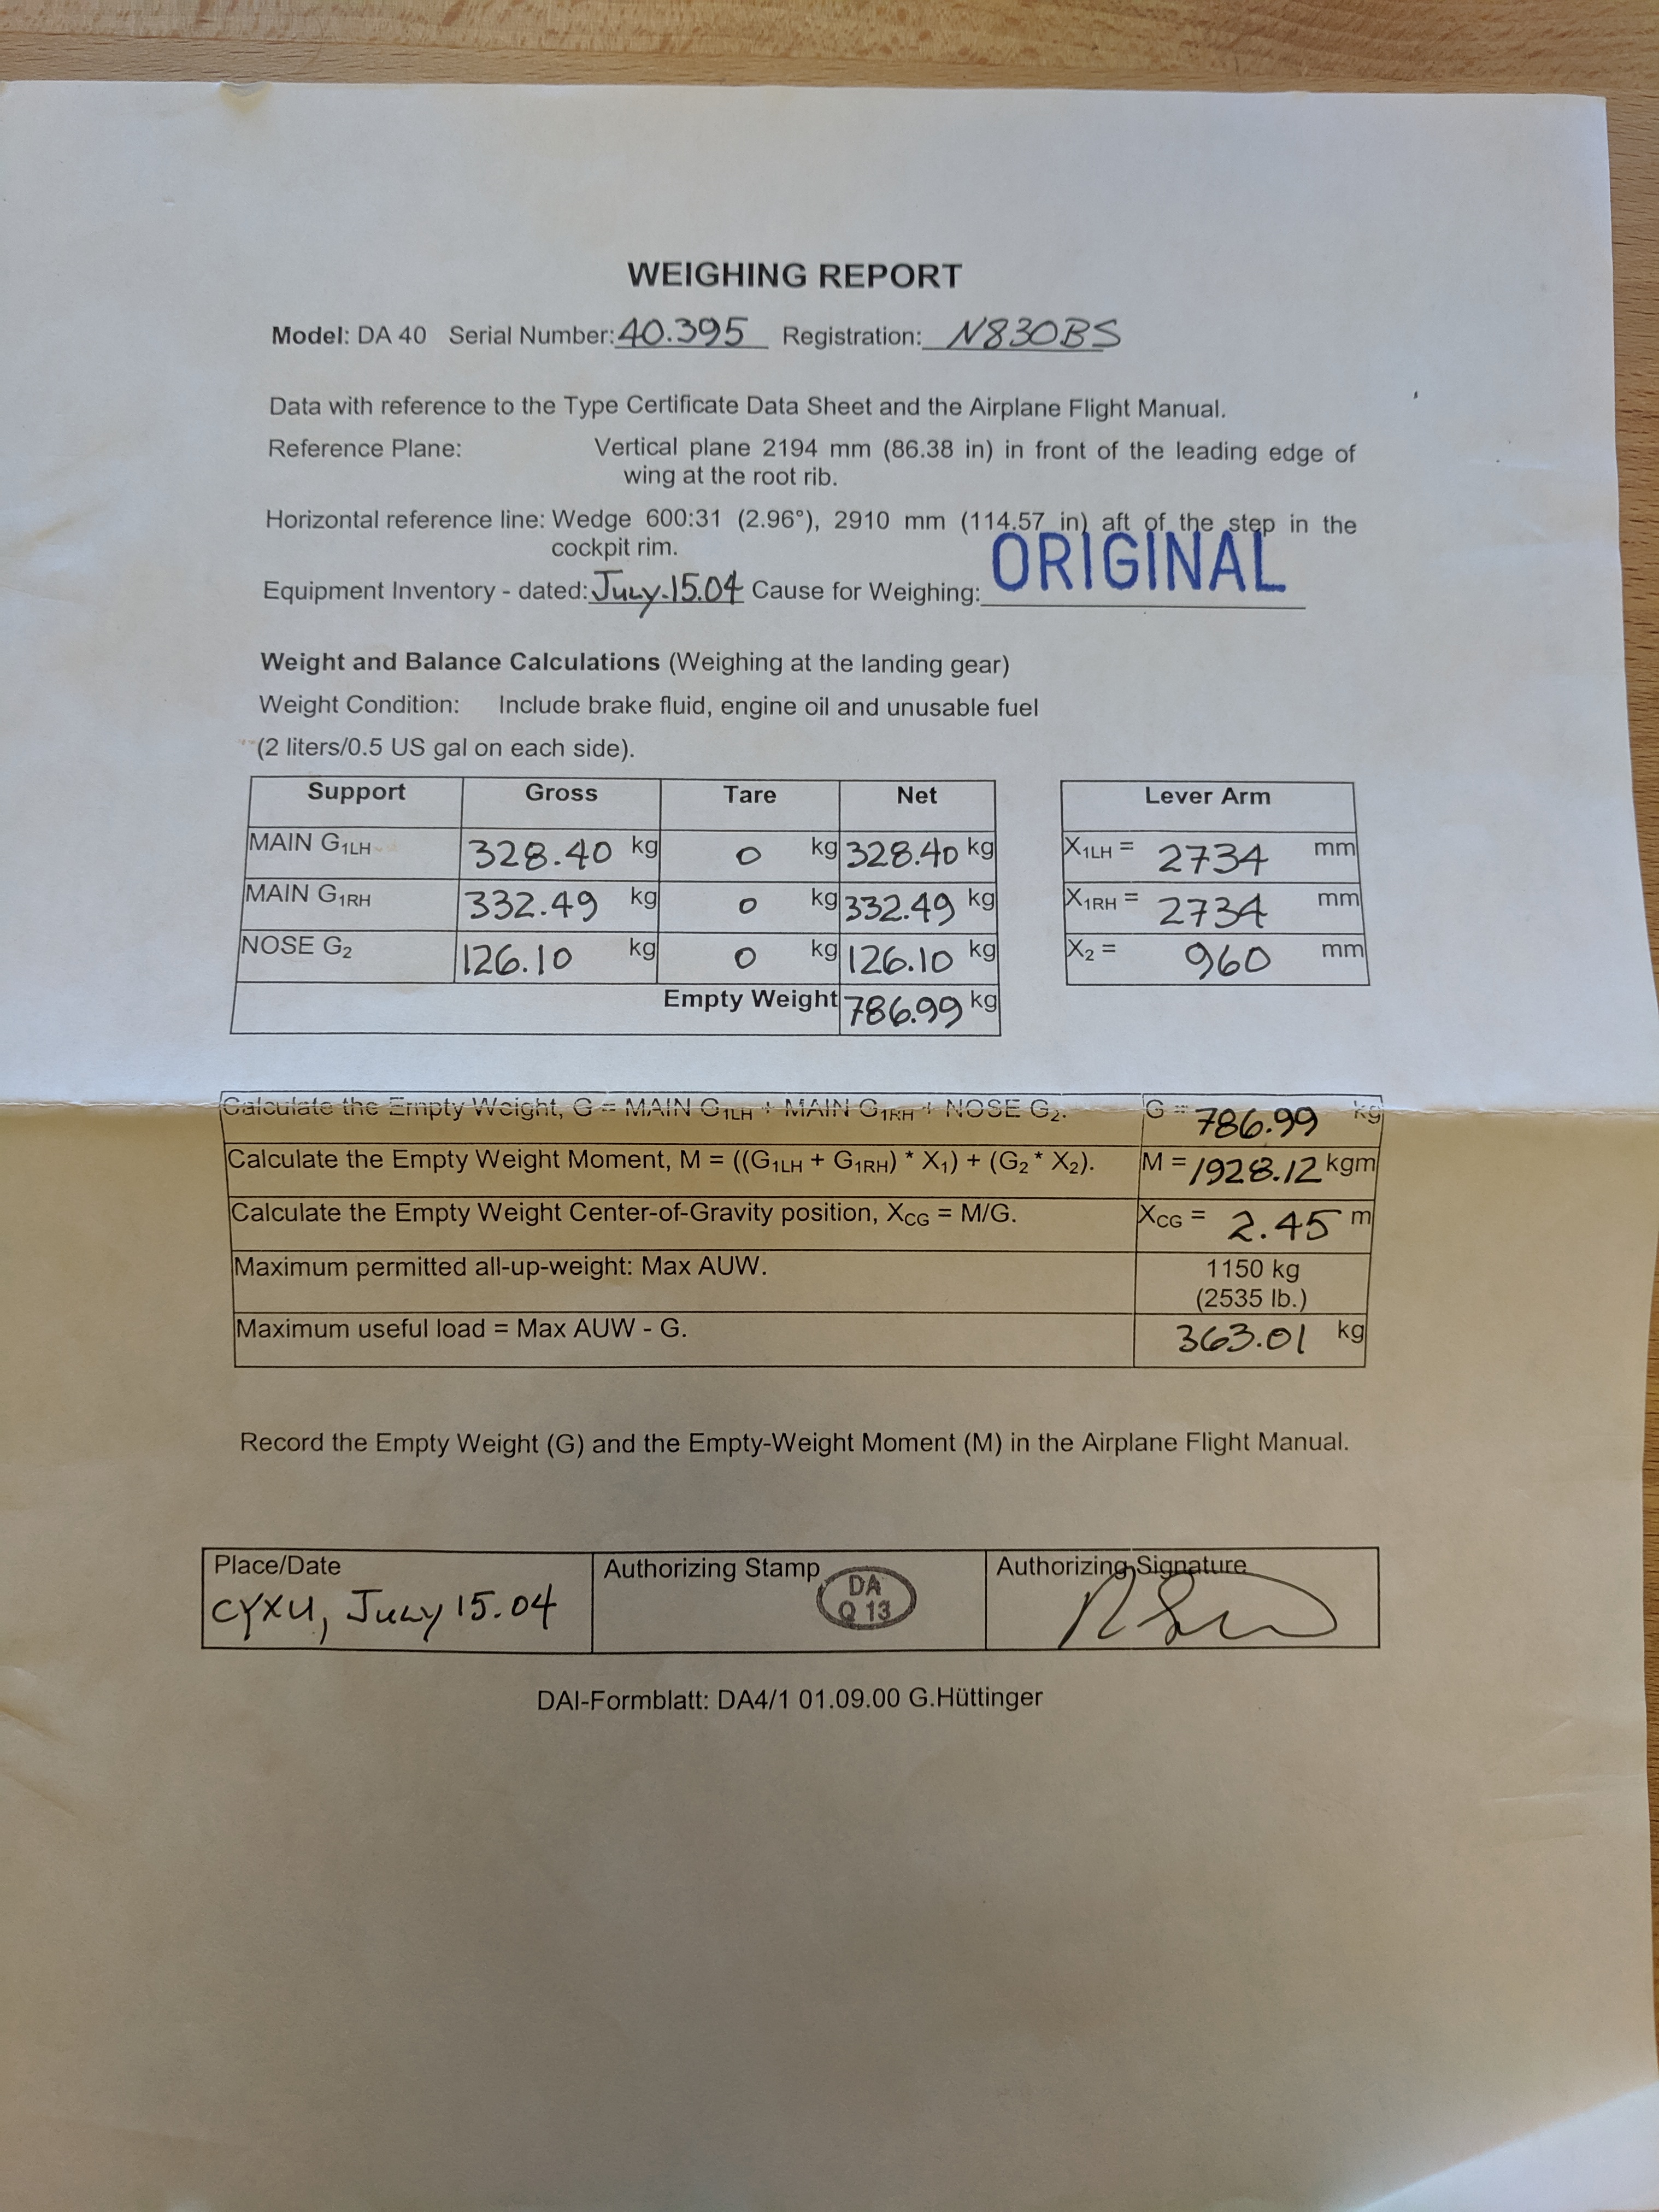 WEIGHING REPORT
Model: DA 40 Serial Number: 40.395 Registration: N830BS
Data with reference to the Type Certificate Data Sheet and the Airplane Flight Manual.
Reference Plane: Vertical plane 2194 mm (86.38 in) in front of the leading edge of
wing at the root rib.
Horizontal reference line: Wedge 600:31 (2.96°), 2910 mm (114.57 in) aft of the step in the
cockpit rim.
Equipment Inventory - dated: July.15.04 Cause for Weighing: ORIGINAL
Weight and Balance Calculations (Weighing at the landing gear)
Weight Condition: Include brake fluid, engine oil and unusable fuel
(2 liters/0.5 US gal on each side).
Support Gross Tare Net Lever Arm
MAIN G1LH 328.40 kg 0 kg 328.40 kg X1LH = 2734 mm
MAIN G1RH 332.49 kg 0 kg 332.49 kg X1RH = 2734 mm
NOSE G2 126.10 kg 0 kg 126.10 kg X2 = 960 mm
Empty Weight 786.99 kg
Calculate the Empty Weight, G = MAIN G1LH + MAIN G1RH + NOSE G2. G = 786.99 kg
Calculate the Empty Weight Moment, M = ((G1LH + G1RH) * X1) + (G2 * X2). M = 1928.12 kgm
Calculate the Empty Weight Center-of-Gravity position, XCG = M/G. XCG = 2.45 m
Maximum permitted all-up-weight: Max AUW. 1150 kg
(2535 lb.)
Maximum useful load = Max AUW - G. 363.01 kg
Record the Empty Weight (G) and the Empty-Weight Moment (M) in the Airplane Flight Manual.
Place/Date Authorizing Stamp Authorizing Signature
CYXU, July 15.04 DA
Q 13
DAI-Formblatt: DA4/1 01.09.00 G.Hüttinger